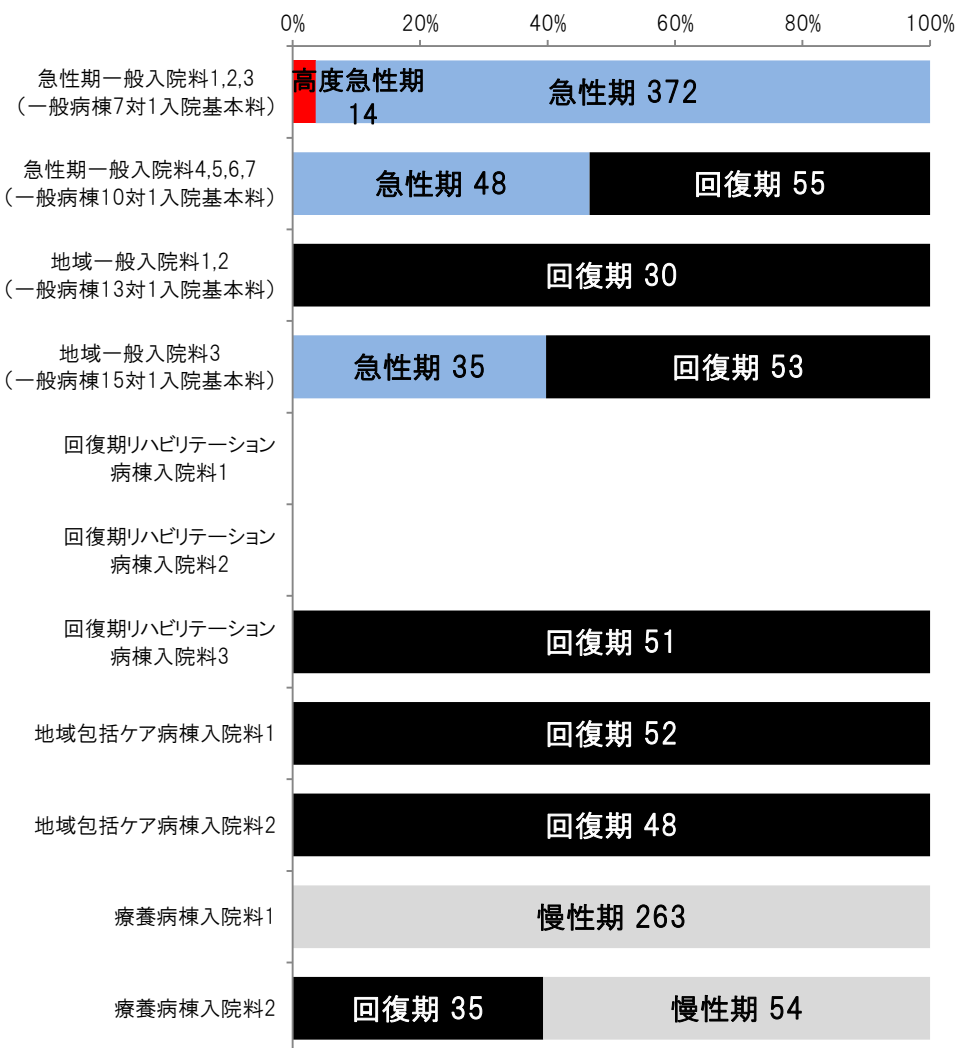 0% 20% 40% 60% 80% 100%
急性期一般入院料1,2,3
（一般病棟7対1入院基本料）
高度急性期
14
急性期 372
急性期一般入院料4,5,6,7
（一般病棟10対1入院基本料）
急性期 48
回復期 55
地域一般入院料1,2
（一般病棟13対1入院基本料）
回復期 30
地域一般入院料3
（一般病棟15対1入院基本料）
急性期 35
回復期 53
回復期リハビリテーション
病棟入院料1
回復期リハビリテーション
病棟入院料2
回復期リハビリテーション
病棟入院料3
回復期 51
地域包括ケア病棟入院料1
回復期 52
地域包括ケア病棟入院料2
回復期 48
療養病棟入院料1
慢性期 263
療養病棟入院料2
回復期 35
慢性期 54